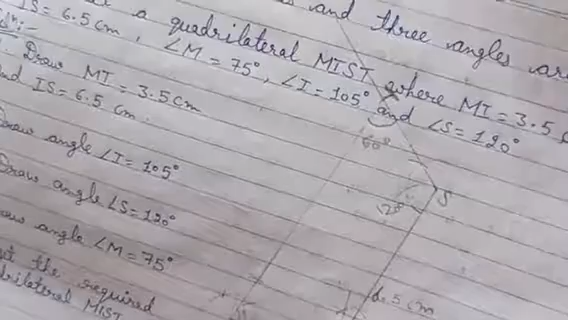 and three angles are
a quadrilateral MIST where MI = 3.5 c
IS = 6.5 cm, ∠M = 75°, ∠I = 105° and ∠S = 120°
Draw MI = 3.5 cm
and IS = 6.5 cm.
Draw angle ∠I = 105°
Draw angle ∠S = 120°
Draw angle ∠M = 75°
the required
quadrilateral MIST
60°
S
120°
6.5 cm